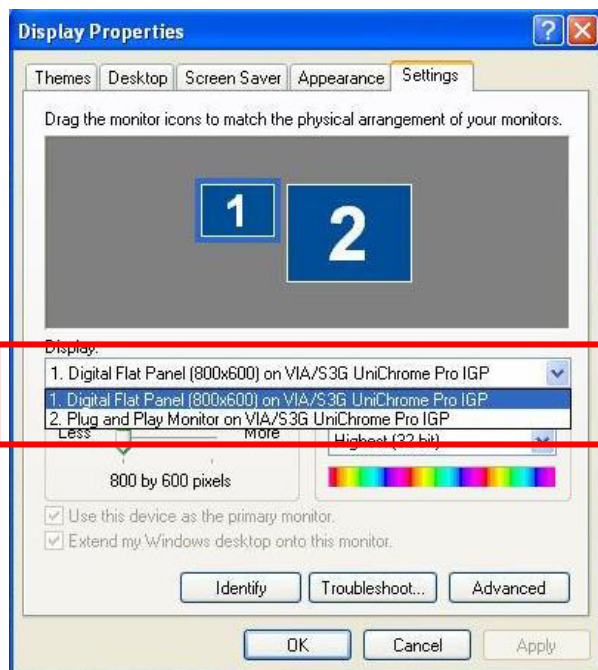 Display Properties
Themes Desktop Screen Saver Appearance Settings
Drag the monitor icons to match the physical arrangement of your monitors.
1 2
Display:
1. Digital Flat Panel (800x600) on VIA/S3G UniChrome Pro IGP
1. Digital Flat Panel (800x600) on VIA/S3G UniChrome Pro IGP
2. Plug and Play Monitor on VIA/S3G UniChrome Pro IGP
Less More Highest (32 bit)
800 by 600 pixels
Use this device as the primary monitor.
Extend my Windows desktop onto this monitor.
Identify Troubleshoot... Advanced
OK Cancel Apply